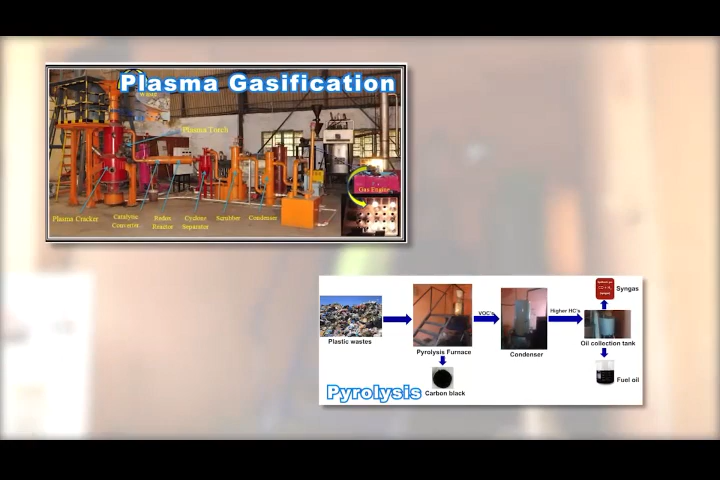 Plasma Gasification
Plasma Torch
Gas Engine
Plasma Cracker
Catalytic
Converter
Redox
Reactor
Cyclone
Separator
Scrubber
Condenser
Syngas
VOC's
Higher HC's
Plastic wastes
Pyrolysis Furnace
Condenser
Oil collection tank
Fuel oil
Pyrolysis
Carbon black